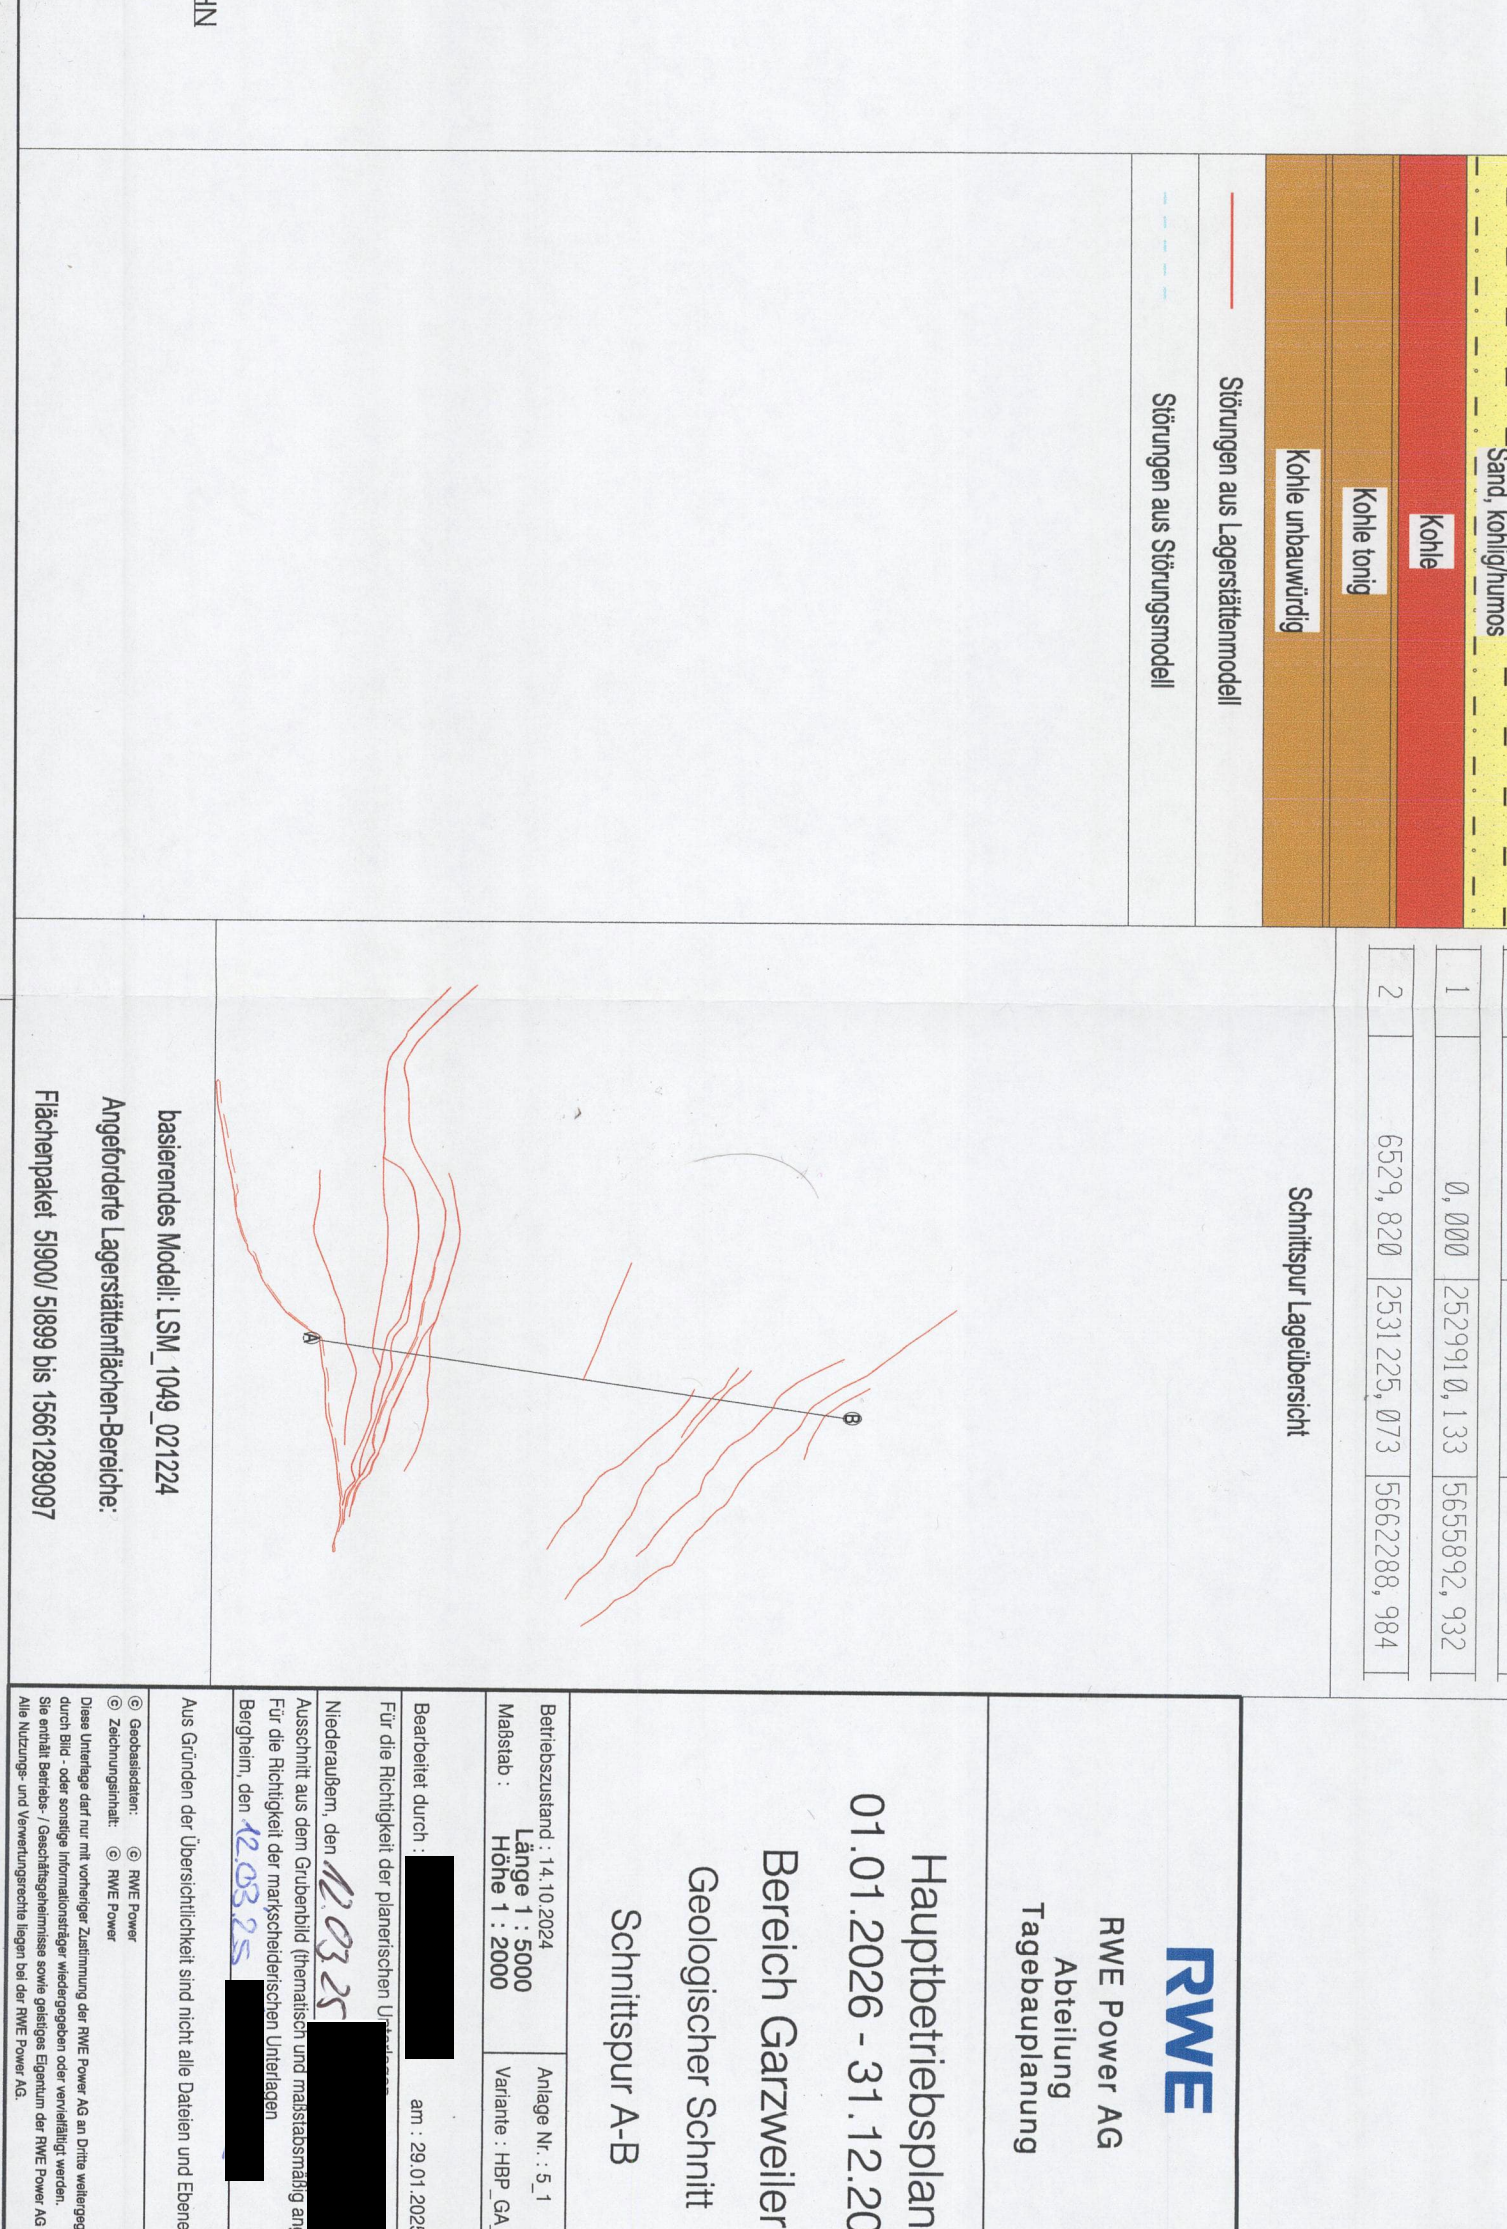 HN
Sand, kohlig/humos
Kohle
Kohle tonig
Kohle unbauwürdig
Störungen aus Lagerstättenmodell
Störungen aus Störungsmodell
1 0,000 2529910,133 5655892,932
2 6529,820 2531225,073 5662288,984
Schnittspur Lageübersicht
A
B
basierendes Modell: LSM_1049_021224
Angeforderte Lagerstättenflächen-Bereiche:
Flächenpaket 5I900/ 5I899 bis 15661289097
RWE
RWE Power AG
Abteilung
Tagebauplanung
Hauptbetriebsplan
01.01.2026 - 31.12.20
Bereich Garzweiler
Geologischer Schnitt
Schnittspur A-B
Betriebszustand : 14.10.2024
Maßstab : Länge 1 : 5000
Höhe 1 : 2000
Anlage Nr. : 5_1
Variante : HBP_GA_
Bearbeitet durch : am : 29.01.2025
Für die Richtigkeit der planerischen Unterlagen
Niederaußem, den 12.03.25
Ausschnitt aus dem Grubenbild (thematisch und maßstabsmäßig an
Für die Richtigkeit der markscheiderischen Unterlagen
Bergheim, den 12.03.25
Aus Gründen der Übersichtlichkeit sind nicht alle Dateien und Ebene
© Geobasisdaten: © RWE Power
© Zeichnungsinhalt: © RWE Power
Diese Unterlage darf nur mit vorheriger Zustimmung der RWE Power AG an Dritte weitergeg
durch Bild - oder sonstige Informationsträger wiedergegeben oder vervielfältigt werden.
Sie enthält Betriebs- / Geschäftsgeheimnisse sowie geistiges Eigentum der RWE Power AG
Alle Nutzungs- und Verwertungsrechte liegen bei der RWE Power AG.